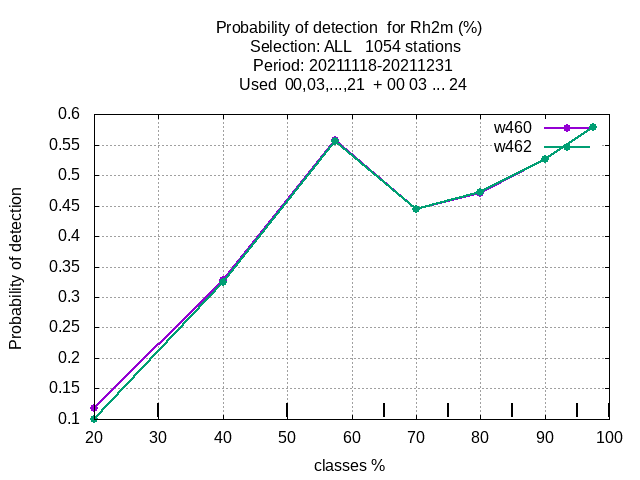 Probability of detection  for Rh2m (%)
Selection: ALL   1054 stations
Period: 20211118-20211231
Used  00,03,...,21  + 00 03 ... 24
0.6
0.55
0.5
0.45
0.4
0.35
0.3
0.25
0.2
0.15
0.1
Probability of detection
w460
w462
20 30 40 50 60 70 80 90 100
classes %